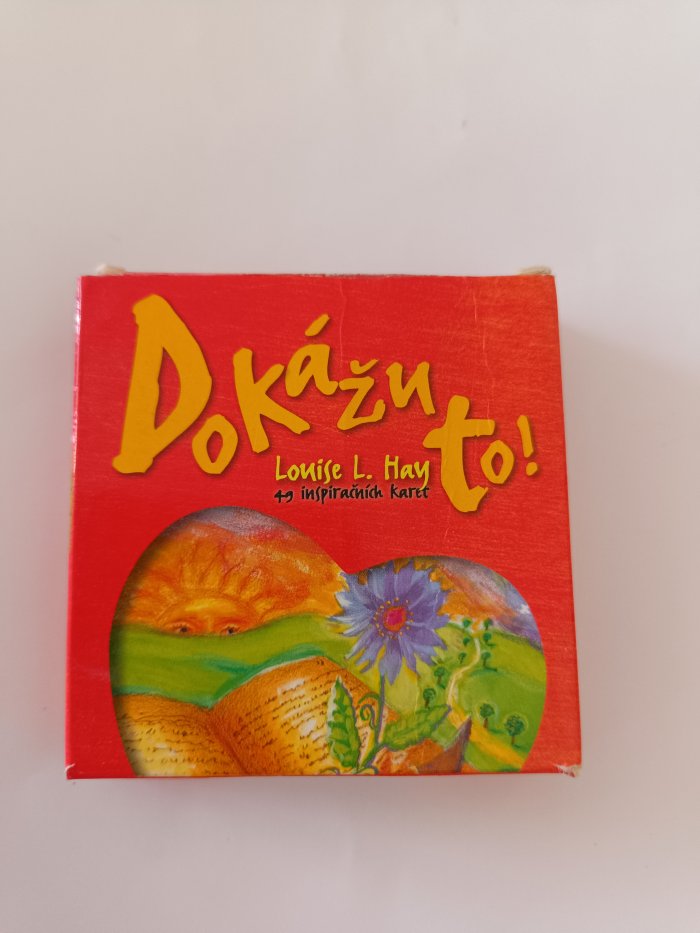 Dokážu to!
Louise L. Hay
49 inspiračních karet